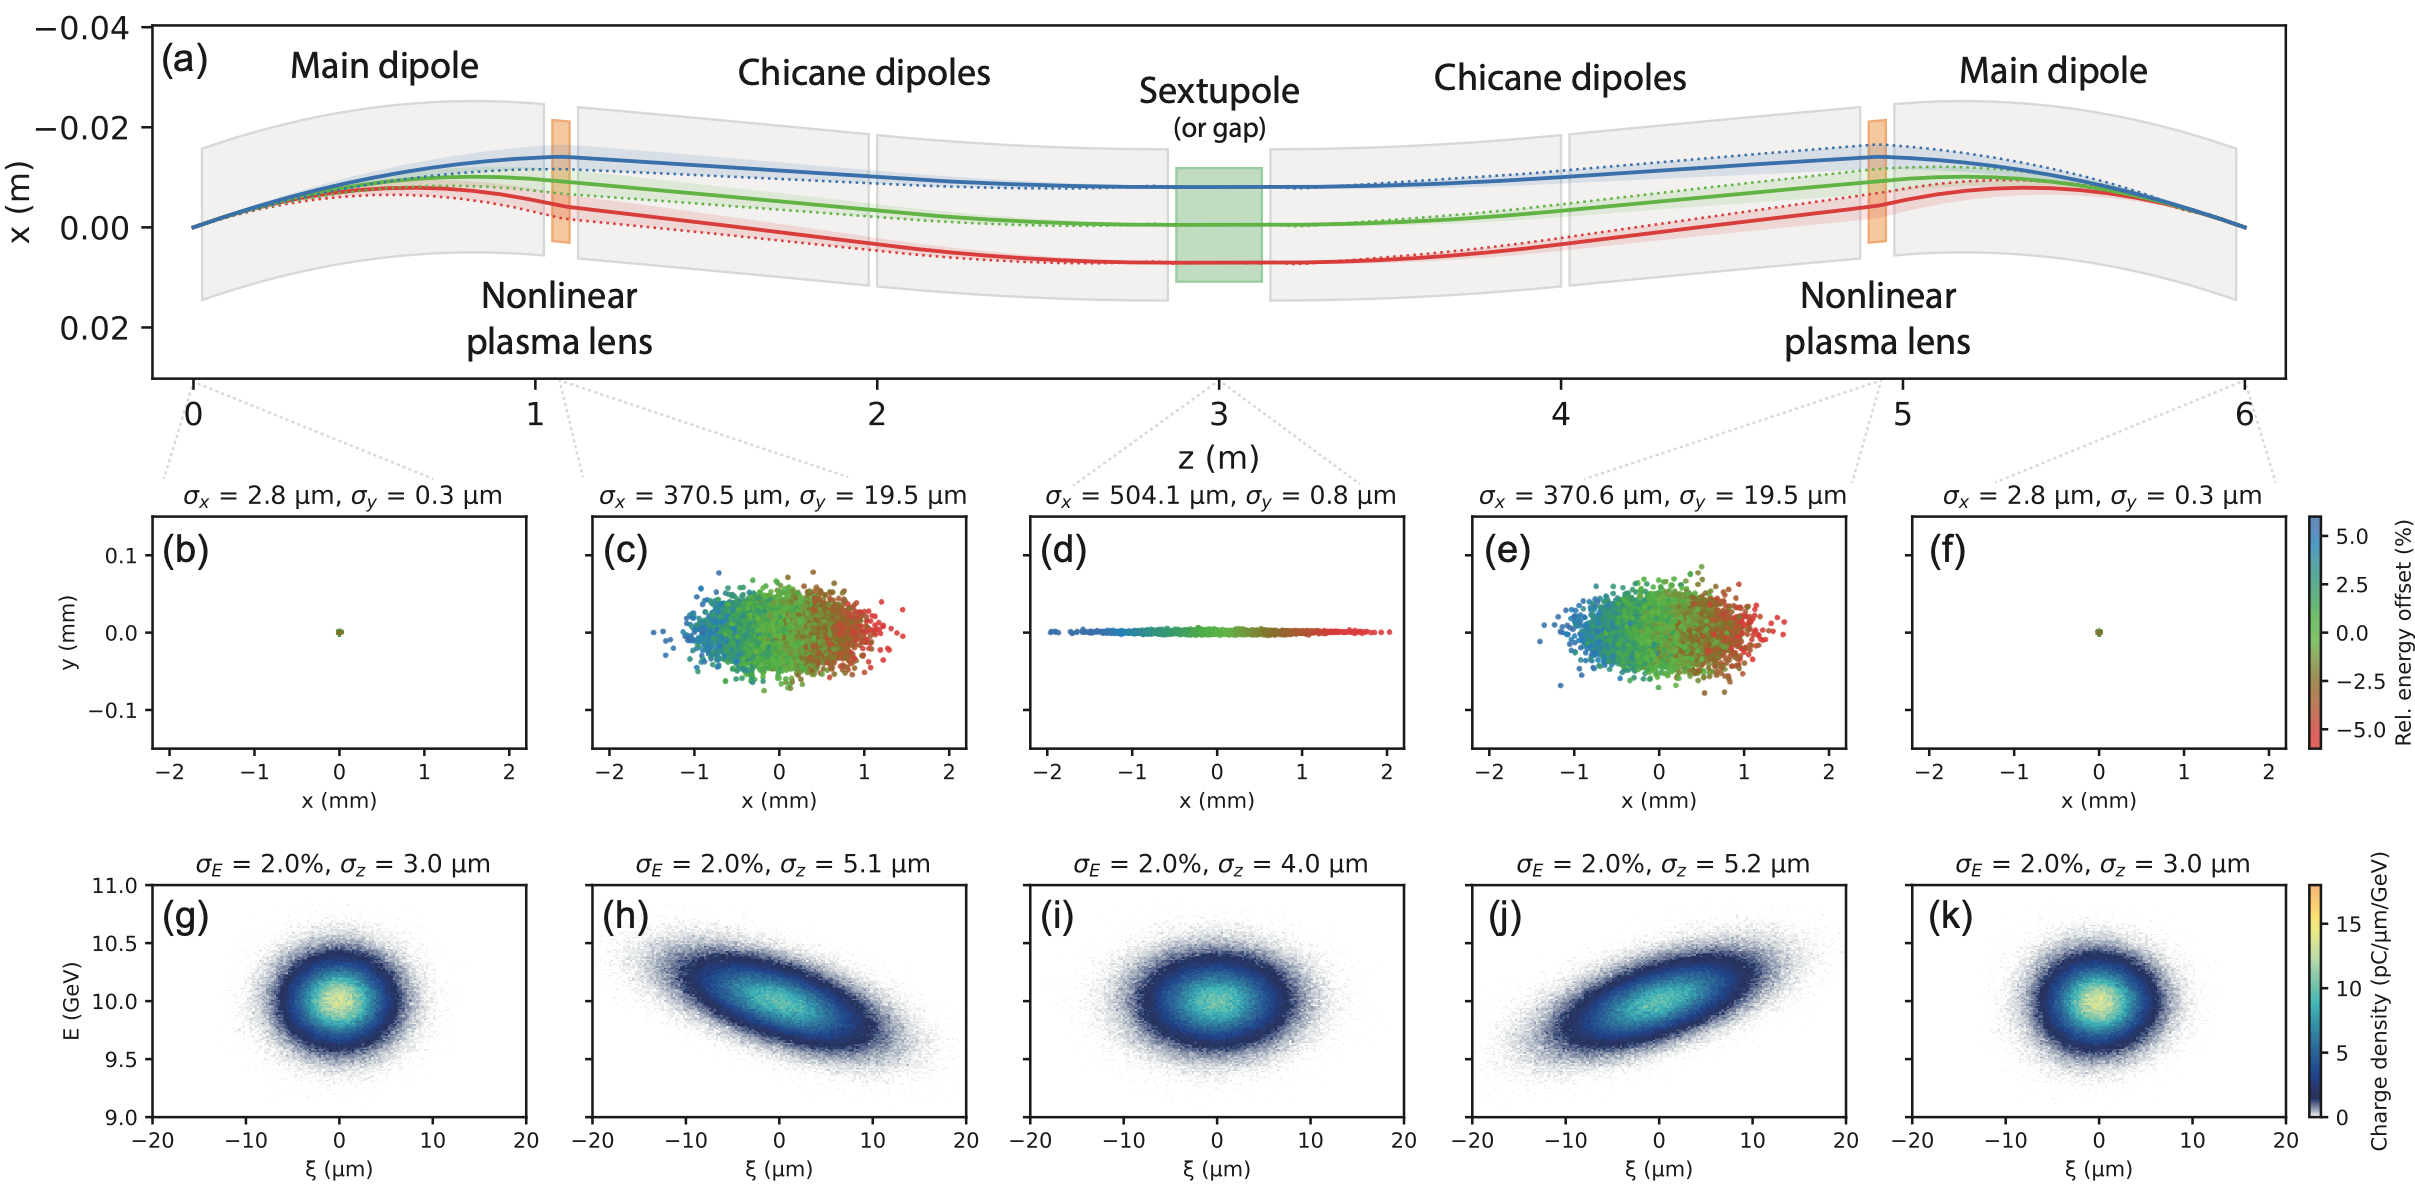 (a)
Main dipole
Chicane dipoles
Sextupole
(or gap)
Chicane dipoles
Main dipole
Nonlinear
plasma lens
Nonlinear
plasma lens
−0.04
−0.02
0.00
0.02
x (m)
0 1 2 3 4 5 6
z (m)
σx = 2.8 μm, σy = 0.3 μm
σx = 370.5 μm, σy = 19.5 μm
σx = 504.1 μm, σy = 0.8 μm
σx = 370.6 μm, σy = 19.5 μm
σx = 2.8 μm, σy = 0.3 μm
(b)
(c)
(d)
(e)
(f)
0.1
0.0
−0.1
y (mm)
−2 −1 0 1 2
−2 −1 0 1 2
−2 −1 0 1 2
−2 −1 0 1 2
−2 −1 0 1 2
x (mm)
x (mm)
x (mm)
x (mm)
x (mm)
5.0
2.5
0.0
−2.5
−5.0
Rel. energy offset (%)
σE = 2.0%, σz = 3.0 μm
σE = 2.0%, σz = 5.1 μm
σE = 2.0%, σz = 4.0 μm
σE = 2.0%, σz = 5.2 μm
σE = 2.0%, σz = 3.0 μm
(g)
(h)
(i)
(j)
(k)
11.0
10.5
10.0
9.5
9.0
E (GeV)
−20 −10 0 10 20
−20 −10 0 10 20
−20 −10 0 10 20
−20 −10 0 10 20
−20 −10 0 10 20
ξ (μm)
ξ (μm)
ξ (μm)
ξ (μm)
ξ (μm)
15
10
5
0
Charge density (pC/μm/GeV)